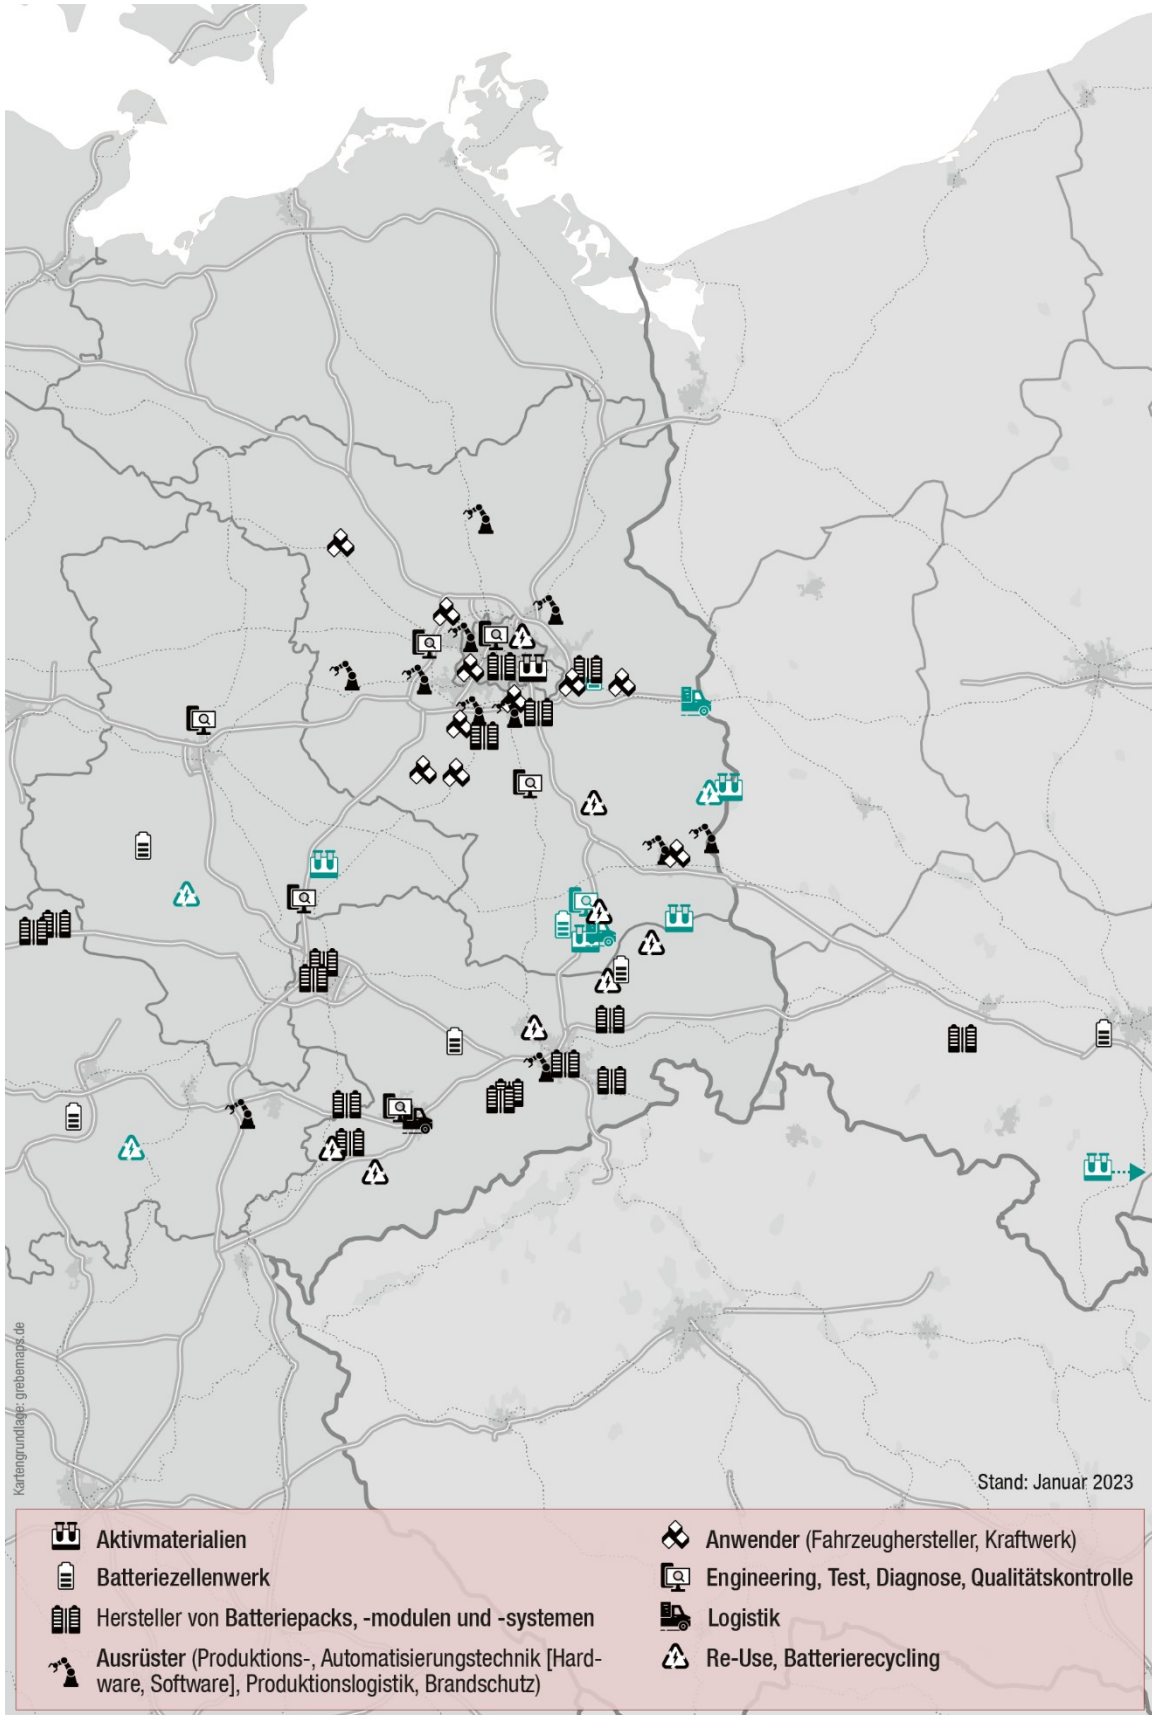 Kartengrundlage: grebemaps.de
Stand: Januar 2023
Aktivmaterialien
Batteriezellenwerk
Hersteller von Batteriepacks, -modulen und -systemen
Ausrüster (Produktions-, Automatisierungstechnik [Hard-
ware, Software], Produktionslogistik, Brandschutz)
Anwender (Fahrzeughersteller, Kraftwerk)
Engineering, Test, Diagnose, Qualitätskontrolle
Logistik
Re-Use, Batterierecycling